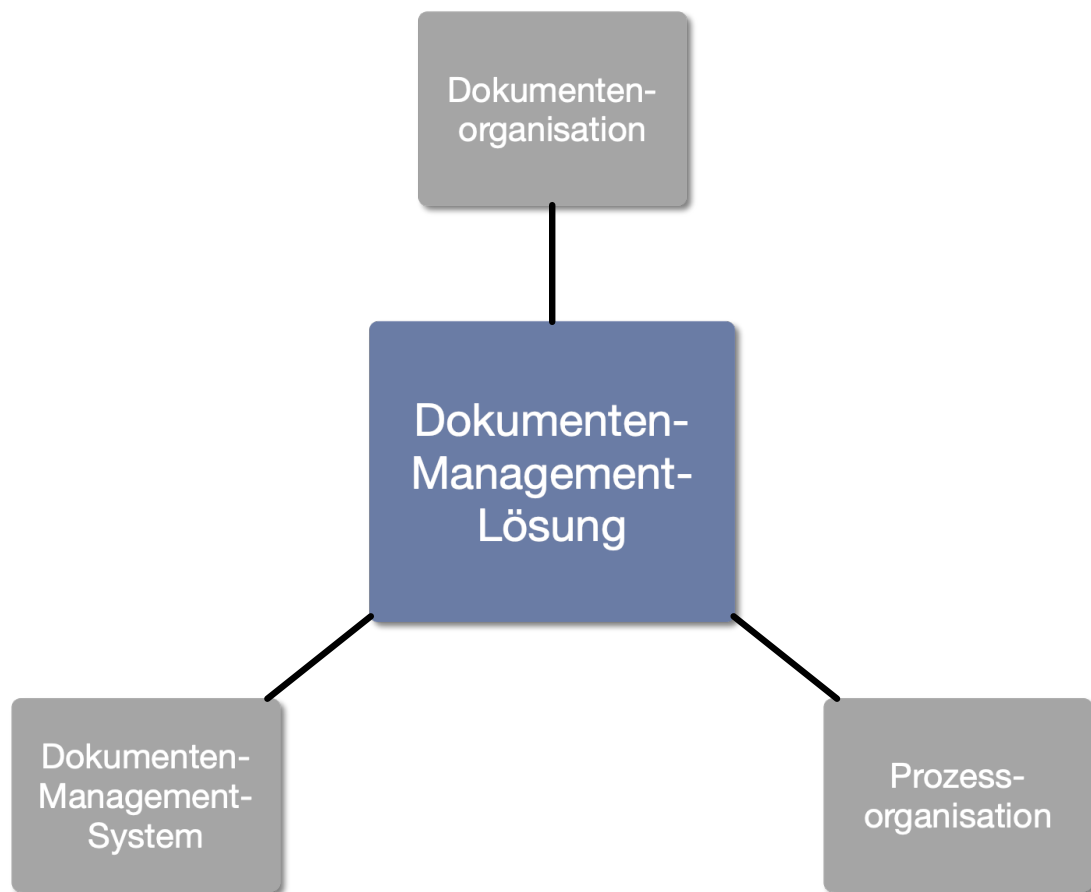 Dokumenten-
organisation
Dokumenten-
Management-
Lösung
Dokumenten-
Management-
System
Prozess-
organisation